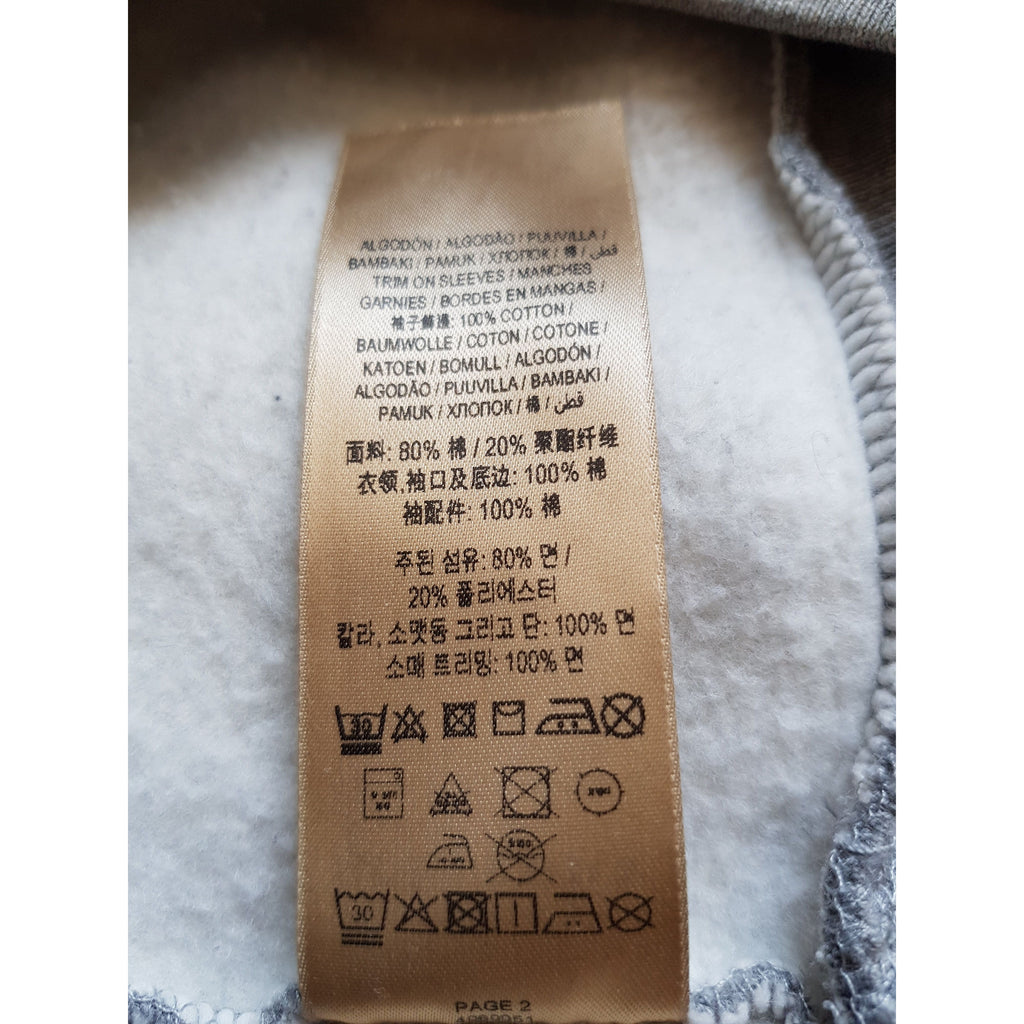 ALGODÓN / ALGODÃO / PUUVILLA /
BAMBAKI / PAMUK / ХЛОПОК / 棉 / قطن
TRIM ON SLEEVES / MANCHES
GARNIES / BORDES EN MANGAS /
袖子飾邊: 100% COTTON /
BAUMWOLLE / COTON / COTONE /
KATOEN / BOMULL / ALGODÓN /
ALGODÃO / PUUVILLA / BAMBAKI /
PAMUK / ХЛОПОК / 棉 / قطن
面料: 80% 棉 / 20% 聚酯纤维
衣领,袖口及底边: 100% 棉
袖配件: 100% 棉
주된 섬유: 80% 면 /
20% 폴리에스터
칼라, 소맷동 그리고 단: 100% 면
소매 트리밍: 100% 면
30
30
PAGE 2